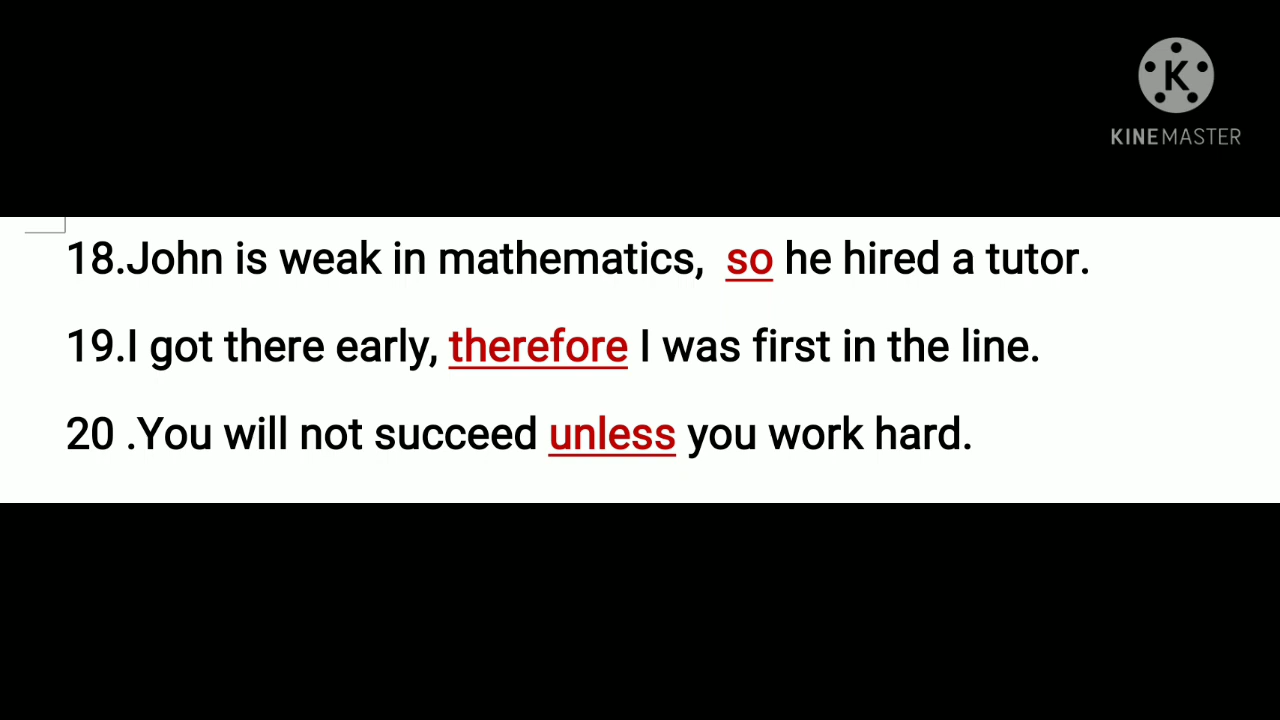 K
KINEMASTER
18.John is weak in mathematics,  so he hired a tutor.
19.I got there early, therefore I was first in the line.
20 .You will not succeed unless you work hard.